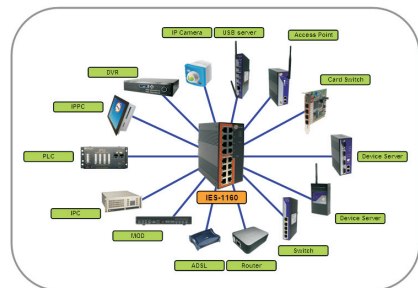 IP Camera
USB server
Access Point
DVR
Card Switch
IPPC
PLC
Device Server
IES-1160
IPC
Device Server
MOD
Switch
ADSL
Router